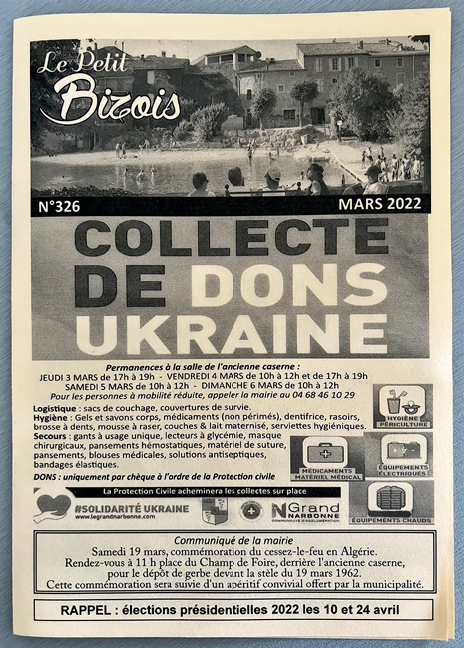 Le Petit
Bizois
N°326
MARS 2022
COLLECTE
DE DONS
UKRAINE
Permanences à la salle de l'ancienne caserne :
JEUDI 3 MARS de 17h à 19h - VENDREDI 4 MARS de 10h à 12h et de 17h à 19h
SAMEDI 5 MARS de 10h à 12h - DIMANCHE 6 MARS de 10h à 12h
Pour les personnes à mobilité réduite, appeler la mairie au 04 68 46 10 29
Logistique : sacs de couchage, couvertures de survie.
Hygiène : Gels et savons corps, médicaments (non périmés), dentifrice, rasoirs,
brosse à dents, mousse à raser, couches & lait maternisé, serviettes hygiéniques.
Secours : gants à usage unique, lecteurs à glycémie, masque
chirurgicaux, pansements hémostatiques, matériel de suture,
pansements, blouses médicales, solutions antiseptiques,
bandages élastiques.
DONS : uniquement par chèque à l'ordre de la Protection civile
HYGIÈNE
PÉRICULTURE
MÉDICAMENTS
MATÉRIEL MÉDICAL
ÉQUIPEMENTS
ÉLECTRIQUES
ÉQUIPEMENTS CHAUDS
La Protection Civile acheminera les collectes sur place
#SOLIDARITÉ UKRAINE
www.legrandnarbonne.com
Grand
NARBONNE
COMMUNAUTÉ D'AGGLOMÉRATION
Communiqué de la mairie
Samedi 19 mars, commémoration du cessez-le-feu en Algérie.
Rendez-vous à 11 h place du Champ de Foire, derrière l'ancienne caserne,
pour le dépôt de gerbe devant la stèle du 19 mars 1962.
Cette commémoration sera suivie d'un apéritif convivial offert par la municipalité.
RAPPEL : élections présidentielles 2022 les 10 et 24 avril